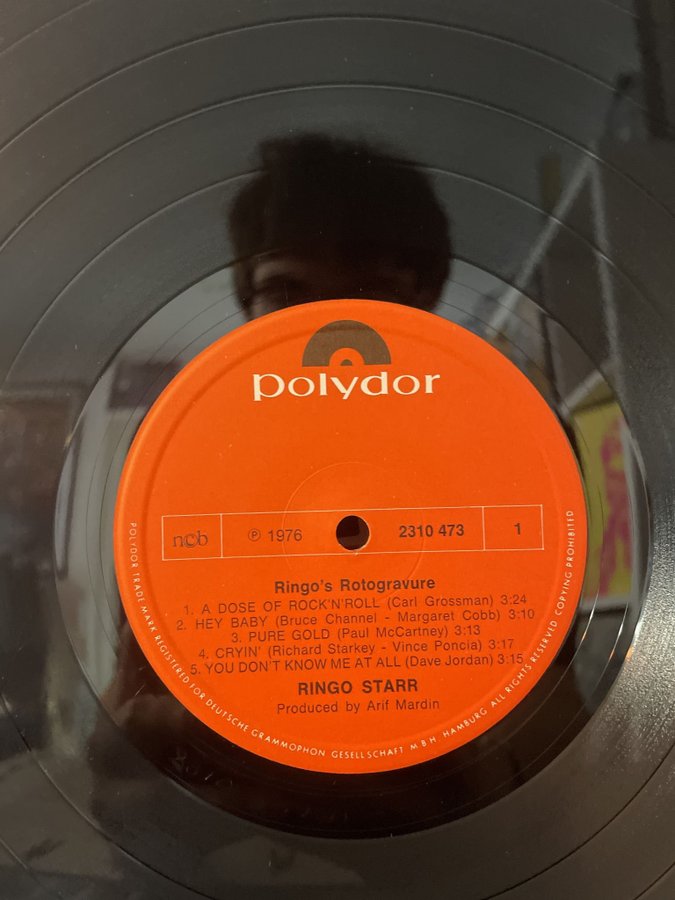 polydor
ncb
℗ 1976
2310 473
1
Ringo's Rotogravure
1. A DOSE OF ROCK'N'ROLL (Carl Grossman) 3:24
2. HEY BABY (Bruce Channel - Margaret Cobb) 3:10
3. PURE GOLD (Paul McCartney) 3:13
4. CRYIN' (Richard Starkey - Vince Poncia) 3:17
5. YOU DON'T KNOW ME AT ALL (Dave Jordan) 3:15
RINGO STARR
Produced by Arif Mardin
POLYDOR TRADE MARK REGISTERED FOR DEUTSCHE GRAMMOPHON GESELLSCHAFT M B H HAMBURG ALL RIGHTS RESERVED COPYING PROHIBITED